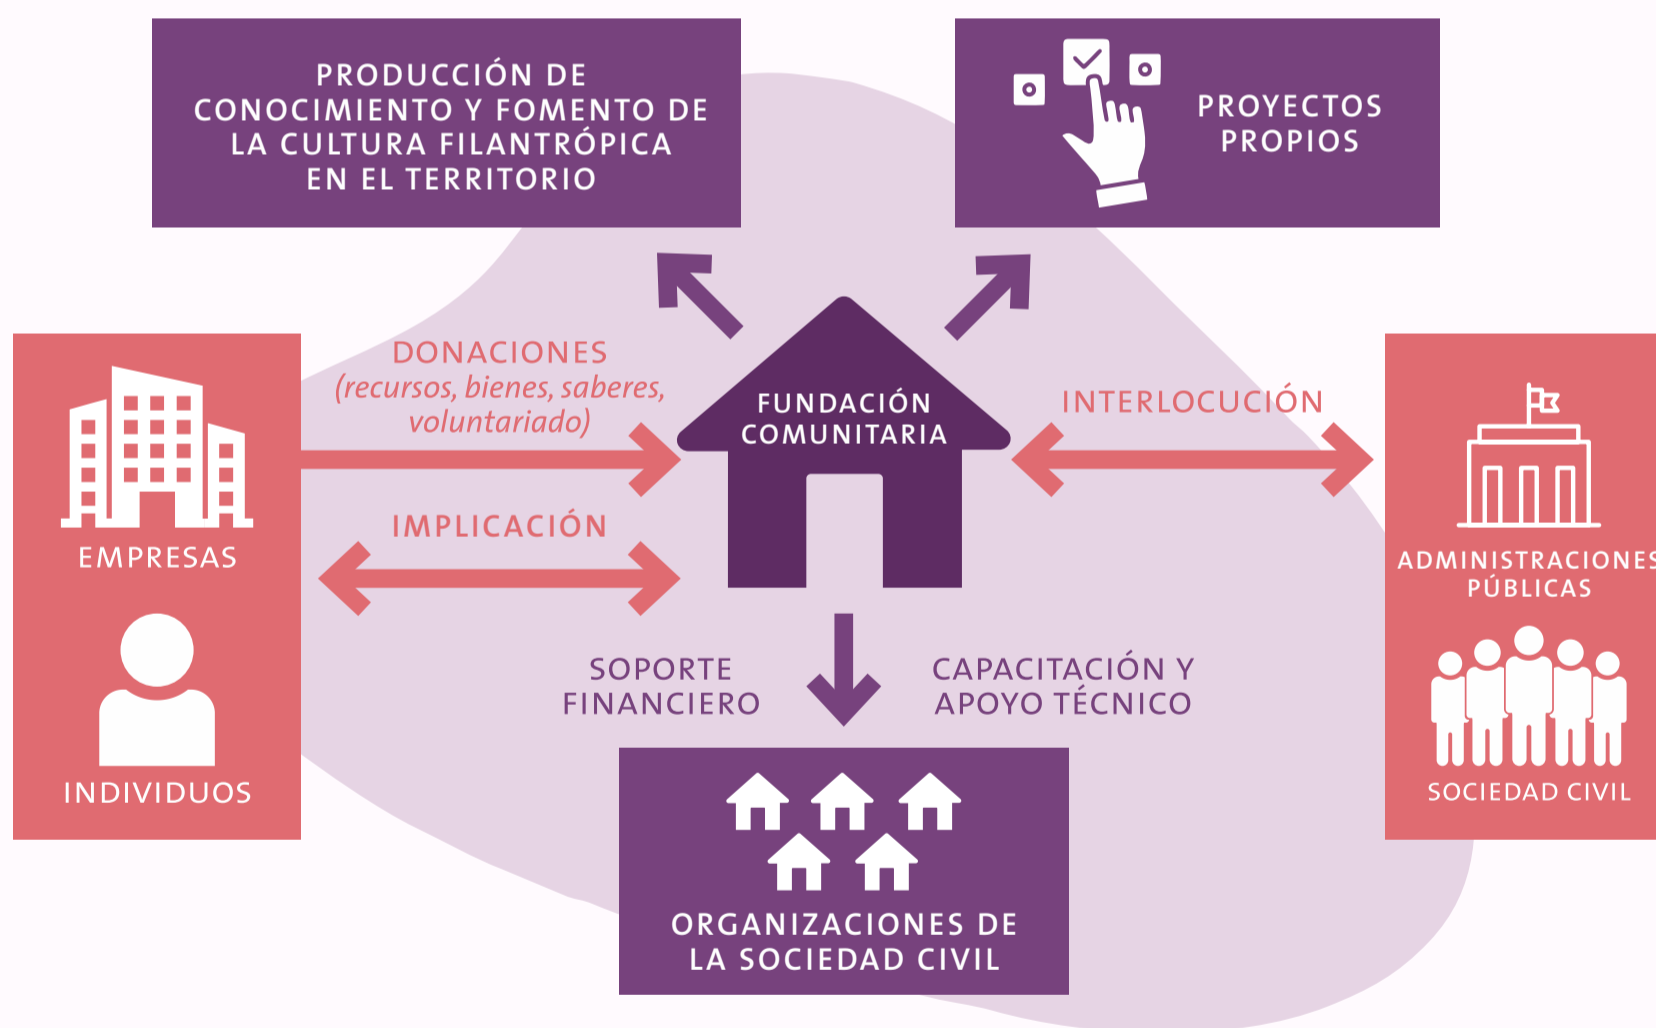 PRODUCCIÓN DE
CONOCIMIENTO Y FOMENTO DE
LA CULTURA FILANTRÓPICA
EN EL TERRITORIO
PROYECTOS
PROPIOS
DONACIONES
(recursos, bienes, saberes,
voluntariado)
IMPLICACIÓN
EMPRESAS
INDIVIDUOS
FUNDACIÓN
COMUNITARIA
INTERLOCUCIÓN
ADMINISTRACIONES
PÚBLICAS
SOCIEDAD CIVIL
SOPORTE
FINANCIERO
CAPACITACIÓN Y
APOYO TÉCNICO
ORGANIZACIONES DE
LA SOCIEDAD CIVIL